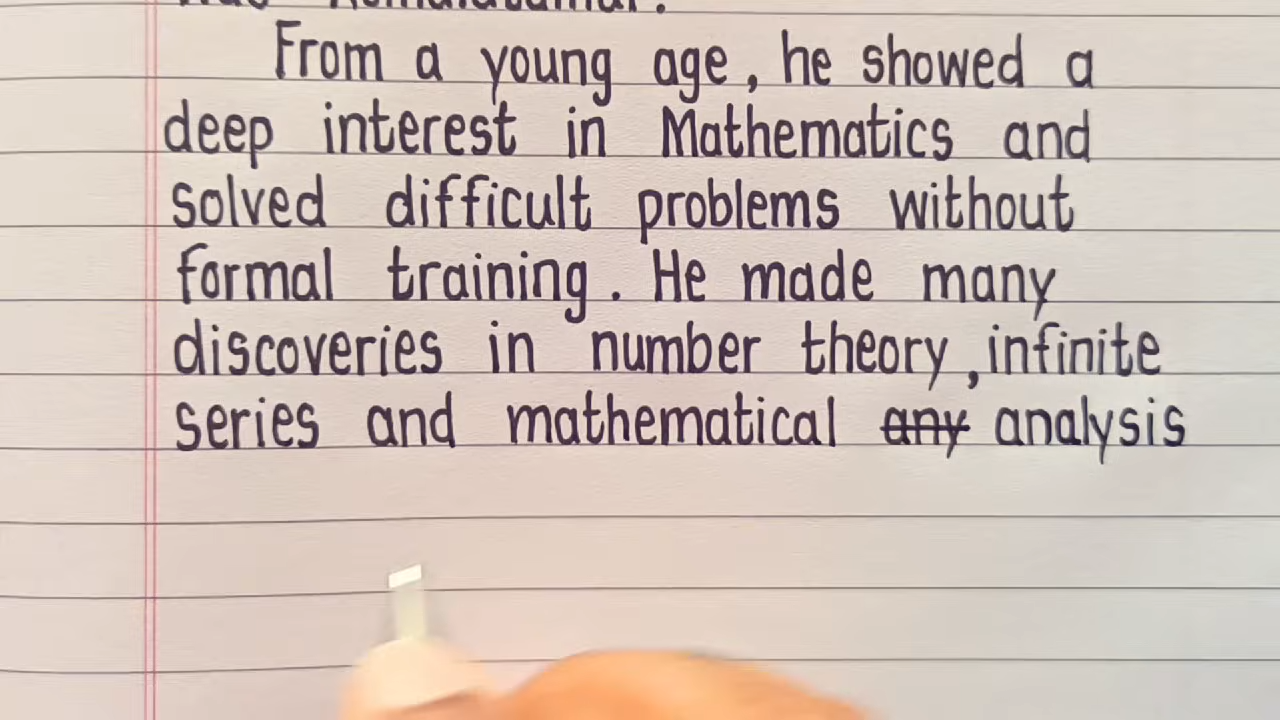 From a young age, he showed a
deep interest in Mathematics and
solved difficult problems without
formal training. He made many
discoveries in number theory, infinite
series and mathematical any analysis